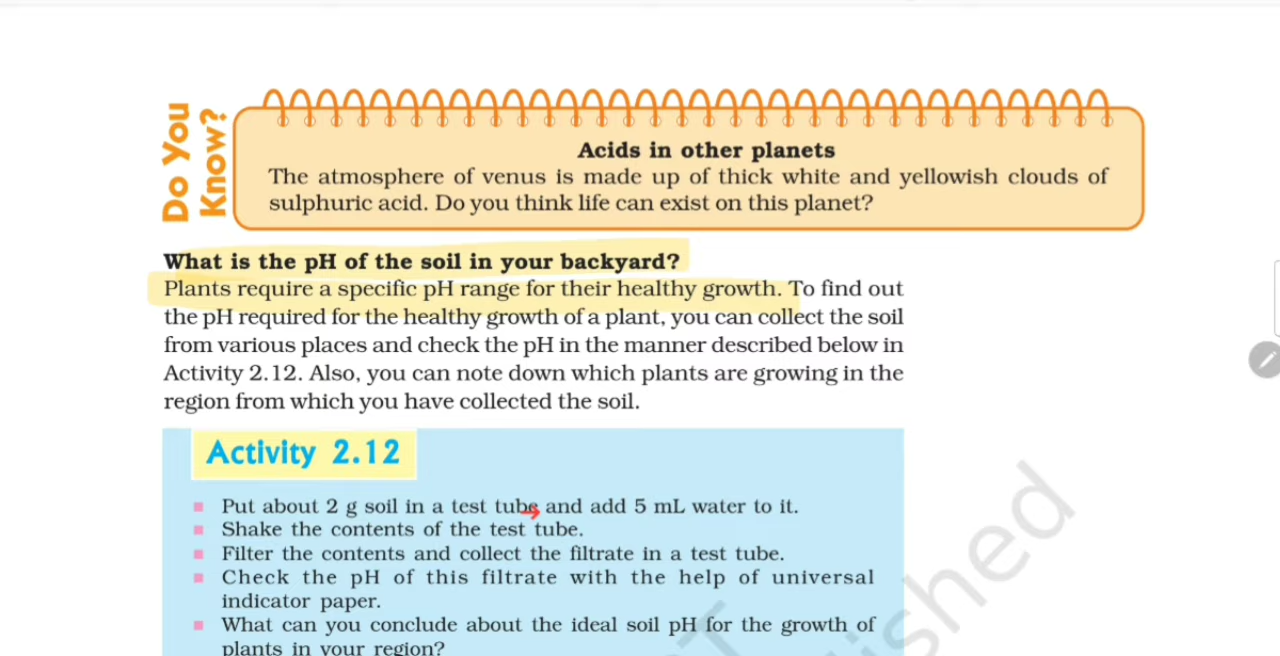 Do You
Know?
Acids in other planets
The atmosphere of venus is made up of thick white and yellowish clouds of
sulphuric acid. Do you think life can exist on this planet?
What is the pH of the soil in your backyard?
Plants require a specific pH range for their healthy growth. To find out
the pH required for the healthy growth of a plant, you can collect the soil
from various places and check the pH in the manner described below in
Activity 2.12. Also, you can note down which plants are growing in the
region from which you have collected the soil.
Activity 2.12
Put about 2 g soil in a test tube and add 5 mL water to it.
Shake the contents of the test tube.
Filter the contents and collect the filtrate in a test tube.
Check the pH of this filtrate with the help of universal
indicator paper.
What can you conclude about the ideal soil pH for the growth of
plants in your region?